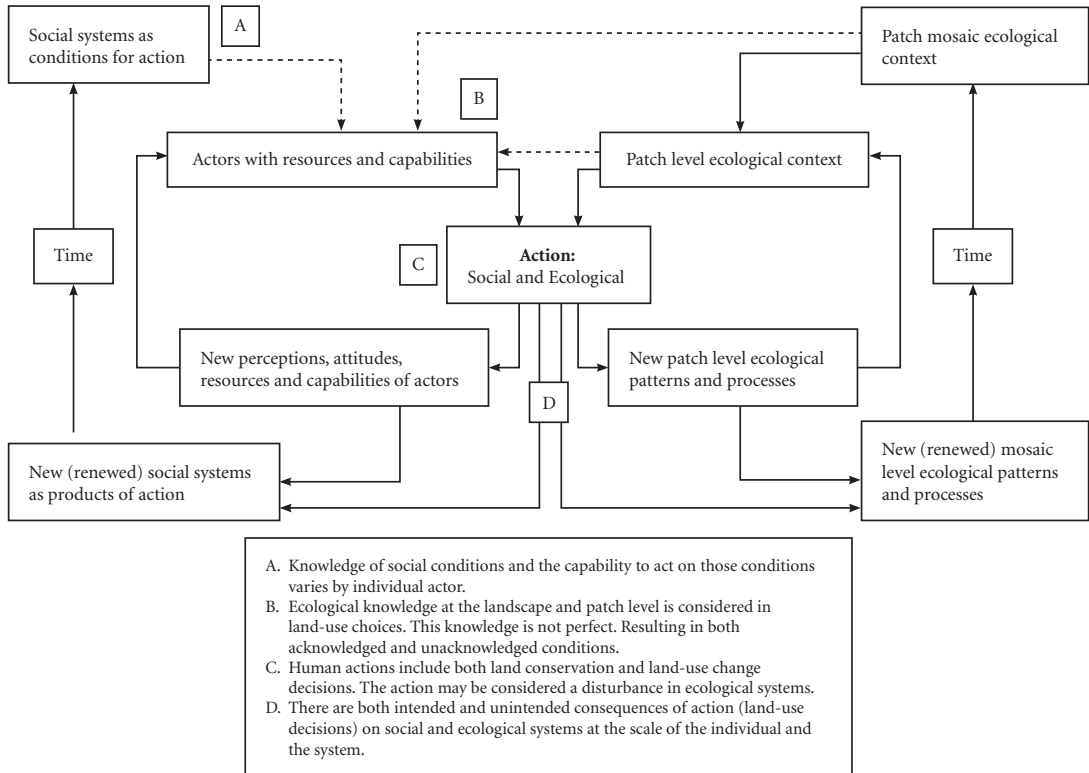 Social systems as
conditions for action
A
Patch mosaic ecological
context
B
Actors with resources and capabilities
Patch level ecological context
Time
C
Action:
Social and Ecological
Time
New perceptions, attitudes,
resources and capabilities of actors
New patch level ecological
patterns and processes
D
New (renewed) social systems
as products of action
New (renewed) mosaic
level ecological patterns
and processes
A. Knowledge of social conditions and the capability to act on those conditions
varies by individual actor.
B. Ecological knowledge at the landscape and patch level is considered in
land-use choices. This knowledge is not perfect. Resulting in both
acknowledged and unacknowledged conditions.
C. Human actions include both land conservation and land-use change
decisions. The action may be considered a disturbance in ecological systems.
D. There are both intended and unintended consequences of action (land-use
decisions) on social and ecological systems at the scale of the individual and
the system.